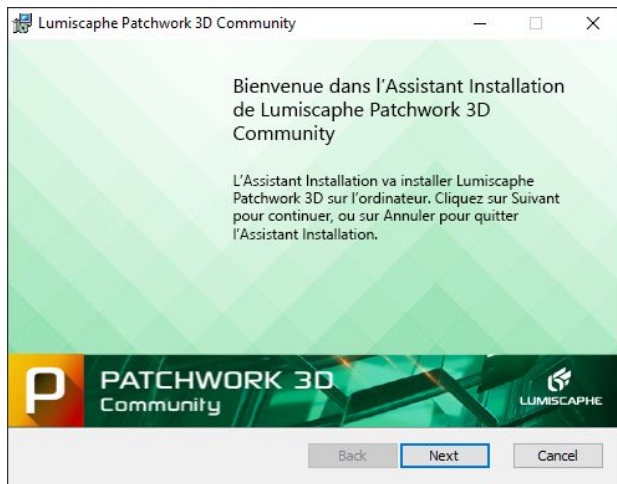 Lumiscaphe Patchwork 3D Community
Bienvenue dans l'Assistant Installation
de Lumiscaphe Patchwork 3D
Community
L'Assistant Installation va installer Lumiscaphe
Patchwork 3D sur l'ordinateur. Cliquez sur Suivant
pour continuer, ou sur Annuler pour quitter
l'Assistant Installation.
P
PATCHWORK 3D
Community
LUMISCAPHE
Back
Next
Cancel